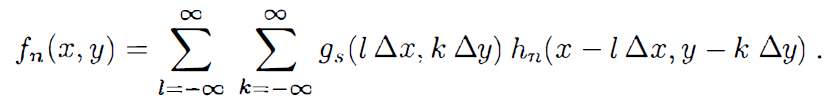 f_n(x, y) = \sum_{l=-\infty}^{\infty} \sum_{k=-\infty}^{\infty} g_s(l \Delta x, k \Delta y) h_n(x - l \Delta x, y - k \Delta y) .